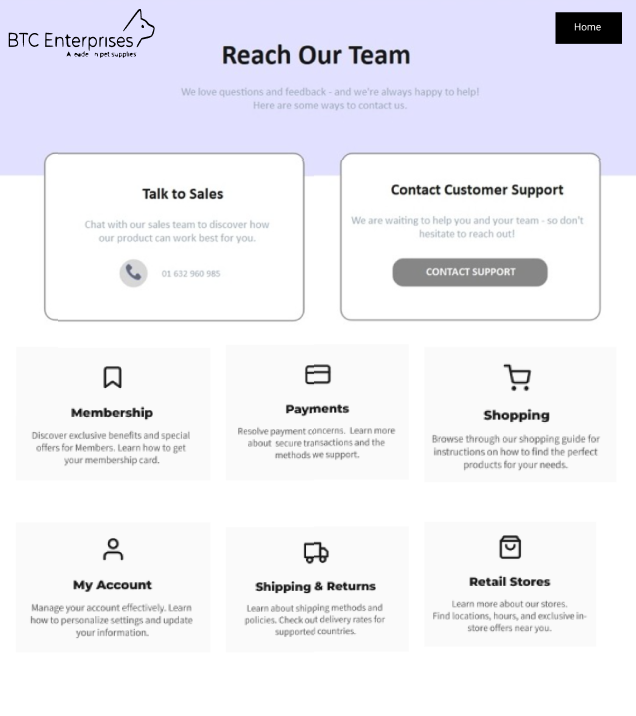 BTC Enterprises
A leader in pet supplies
Home
Reach Our Team
We love questions and feedback - and we're always happy to help!
Here are some ways to contact us.
Talk to Sales
Chat with our sales team to discover how
our product can work best for you.
01 632 960 985
Contact Customer Support
We are waiting to help you and your team - so don't
hesitate to reach out!
CONTACT SUPPORT
Membership
Discover exclusive benefits and special
offers for Members. Learn how to get
your membership card.
Payments
Resolve payment concerns. Learn more
about secure transactions and the
methods we support.
Shopping
Browse through our shopping guide for
instructions on how to find the perfect
products for your needs.
My Account
Manage your account effectively. Learn
how to personalize settings and update
your information.
Shipping & Returns
Learn about shipping methods and
policies. Check out delivery rates for
supported countries.
Retail Stores
Learn more about our stores.
Find locations, hours, and exclusive in-
store offers near you.